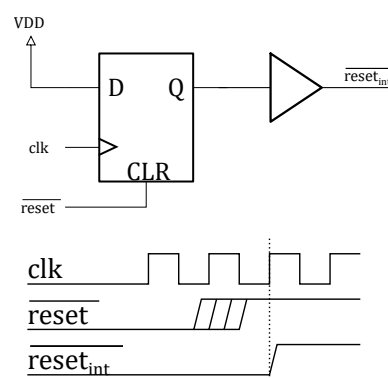 VDD
D Q
reset_int
clk
CLR
reset
clk
reset
reset_int